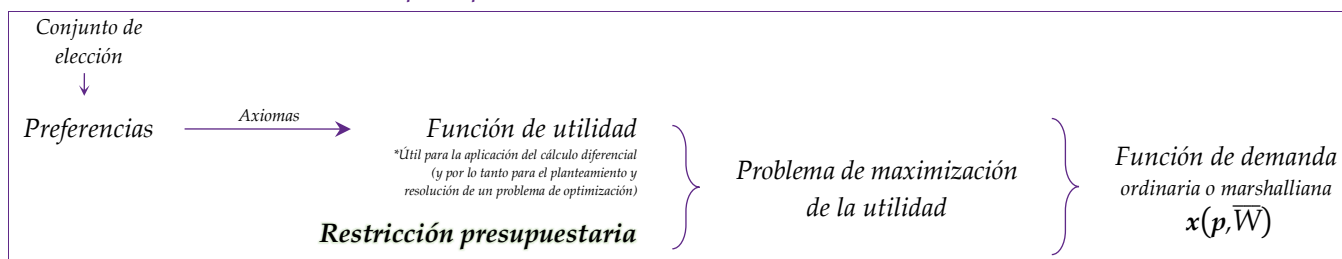 Conjunto de
elección
Preferencias
Axiomas
Función de utilidad
*Útil para la aplicación del cálculo diferencial
(y por lo tanto para el planteamiento y
resolución de un problema de optimización)
Restricción presupuestaria
Problema de maximización
de la utilidad
Función de demanda
ordinaria o marshalliana
x(p,W̅)